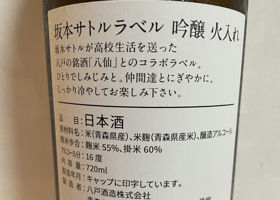 坂本サトルラベル 吟醸 火入れ
坂本サトルが高校生活を送った
八戸の銘酒「八仙」とのコラボラベル。
ひとりでしみじみと。仲間達とにぎやかに。
しっかり冷やしてお楽しみ下さい。
品目:日本酒
原材料名:米(青森県産)、米麹(青森県産)、醸造アルコール
精米歩合:麹米 55%、掛米 60%
アルコール分:16度
内容量:720ml
製造年月:キャップに印字しています。
製造者:八戸酒造株式会社